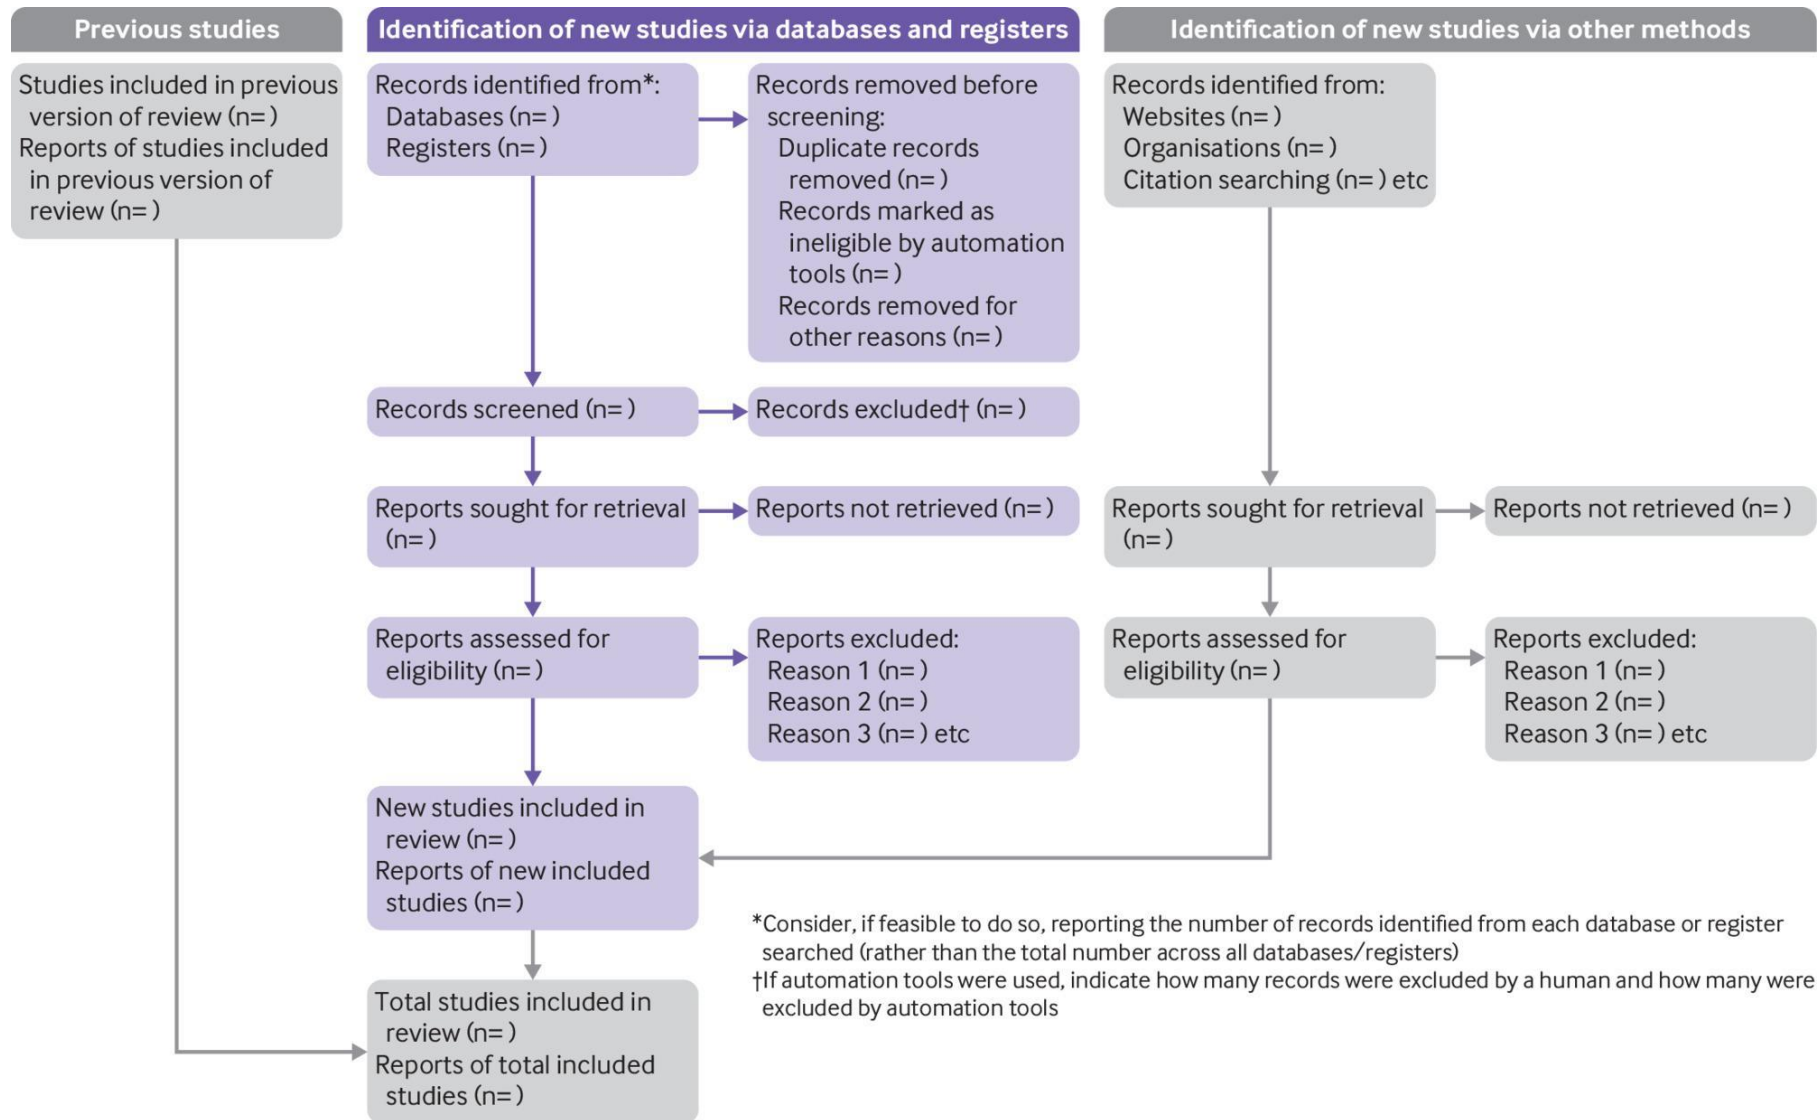 Previous studies
Studies included in previous
version of review (n= )
Reports of studies included
in previous version of
review (n= )
Identification of new studies via databases and registers
Records identified from*:
Databases (n= )
Registers (n= )
Records removed before
screening:
Duplicate records
removed (n= )
Records marked as
ineligible by automation
tools (n= )
Records removed for
other reasons (n= )
Records screened (n= )
Records excluded† (n= )
Reports sought for retrieval
(n= )
Reports not retrieved (n= )
Reports assessed for
eligibility (n= )
Reports excluded:
Reason 1 (n= )
Reason 2 (n= )
Reason 3 (n= ) etc
New studies included in
review (n= )
Reports of new included
studies (n= )
Total studies included in
review (n= )
Reports of total included
studies (n= )
Identification of new studies via other methods
Records identified from:
Websites (n= )
Organisations (n= )
Citation searching (n= ) etc
Reports sought for retrieval
(n= )
Reports not retrieved (n= )
Reports assessed for
eligibility (n= )
Reports excluded:
Reason 1 (n= )
Reason 2 (n= )
Reason 3 (n= ) etc
*Consider, if feasible to do so, reporting the number of records identified from each database or register
searched (rather than the total number across all databases/registers)
†If automation tools were used, indicate how many records were excluded by a human and how many were
excluded by automation tools